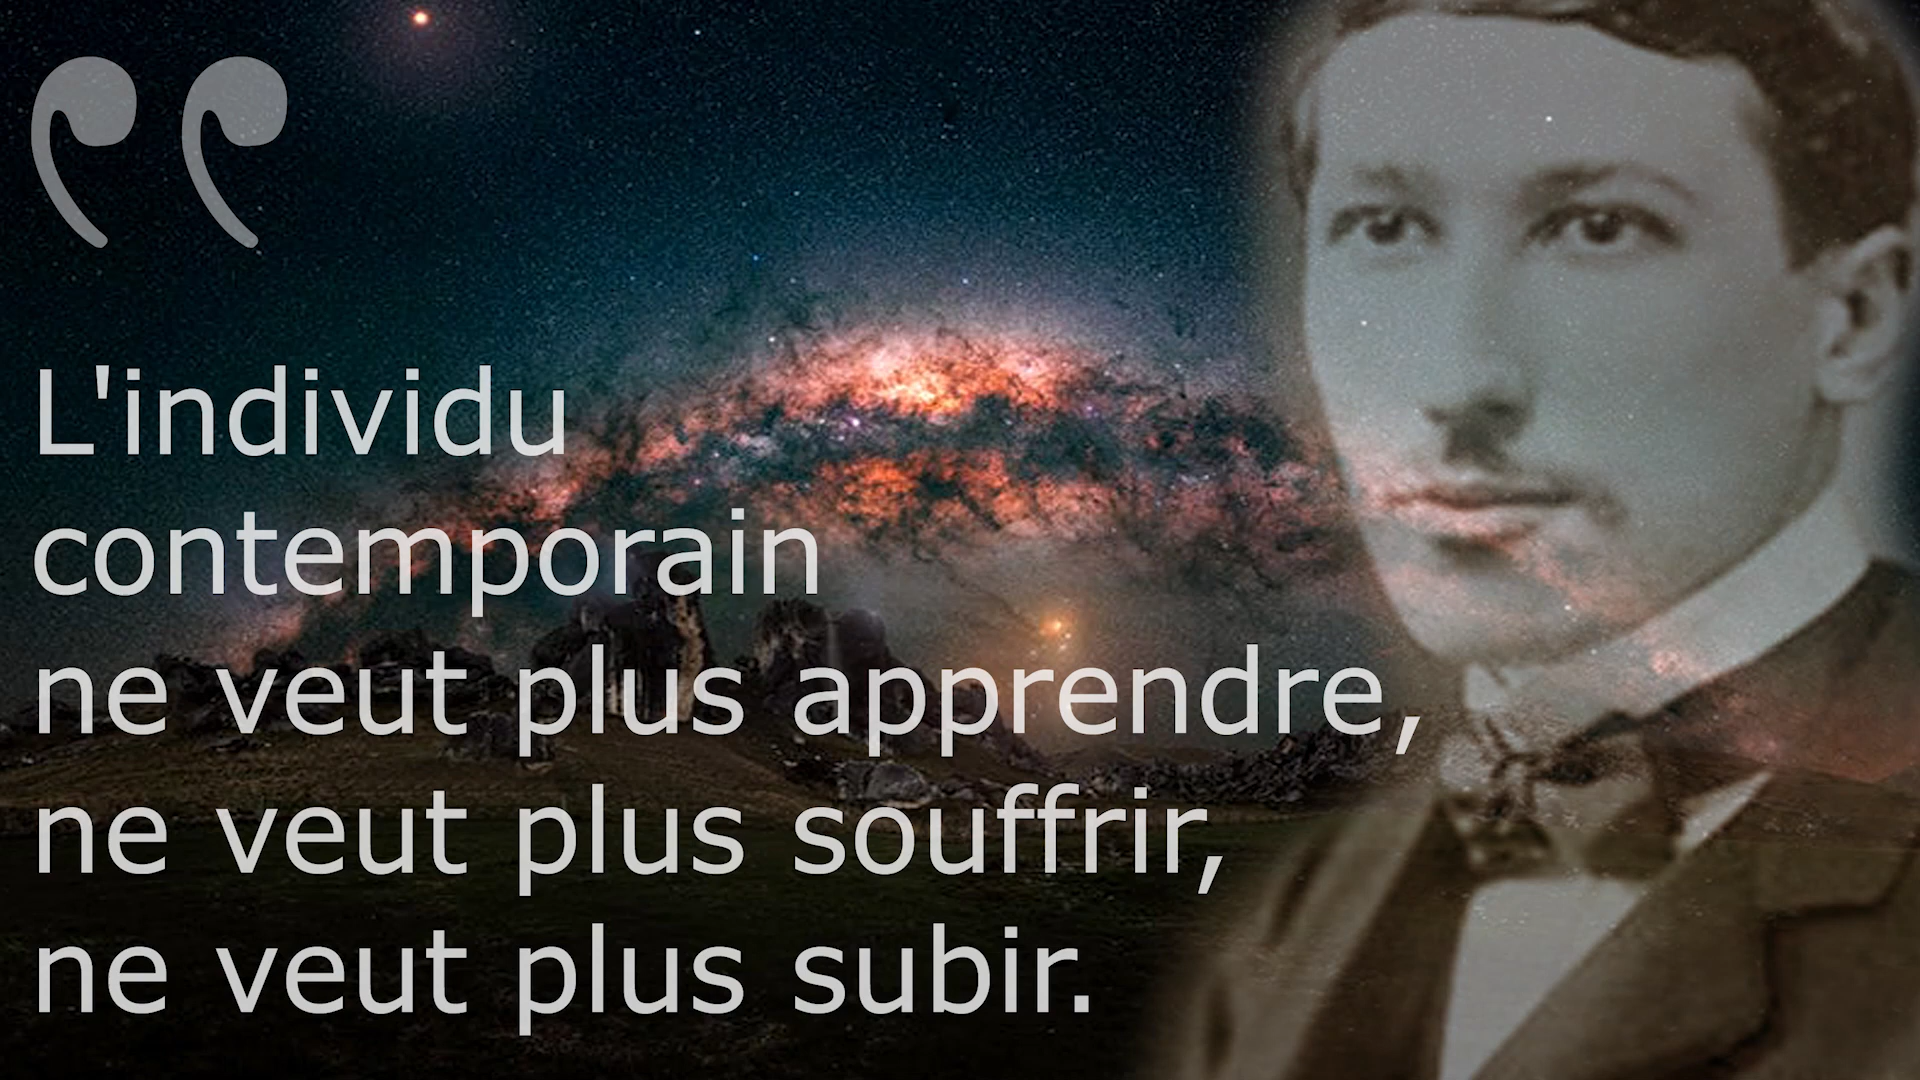 L'individu
contemporain
ne veut plus apprendre,
ne veut plus souffrir,
ne veut plus subir.